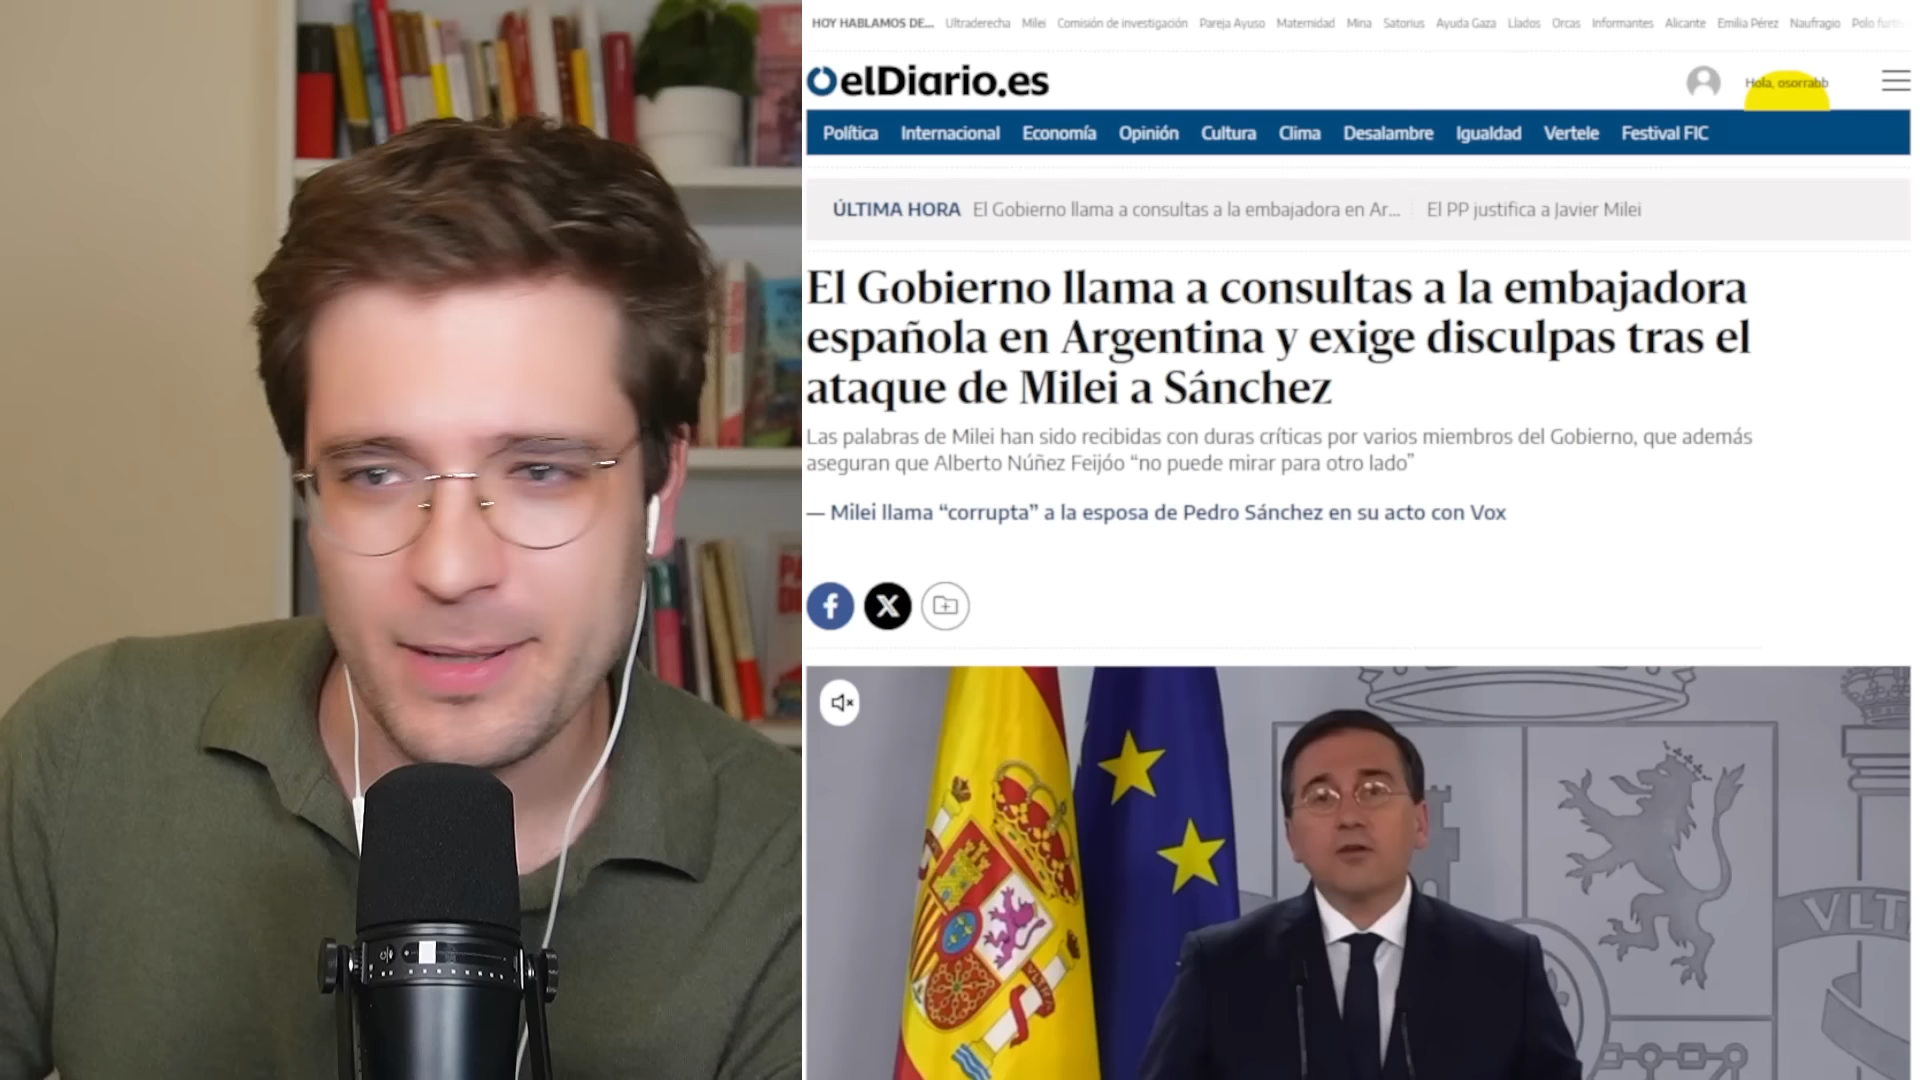 HOY HABLAMOS DE... Ultraderecha Milei Comisión de investigación Pareja Ayuso Maternidad Mina Satorius Ayuda Gaza Llados Orcas Informantes Alicante Emilia Pérez Naufragio Polo
elDiario.es
Hola, osorrabb
Política Internacional Economía Opinión Cultura Clima Desalambre Igualdad Vertele Festival FIC
ÚLTIMA HORA El Gobierno llama a consultas a la embajadora en Ar... El PP justifica a Javier Milei
El Gobierno llama a consultas a la embajadora
española en Argentina y exige disculpas tras el
ataque de Milei a Sánchez
Las palabras de Milei han sido recibidas con duras críticas por varios miembros del Gobierno, que además
aseguran que Alberto Núñez Feijóo “no puede mirar para otro lado”
— Milei llama “corrupta” a la esposa de Pedro Sánchez en su acto con Vox
VLT